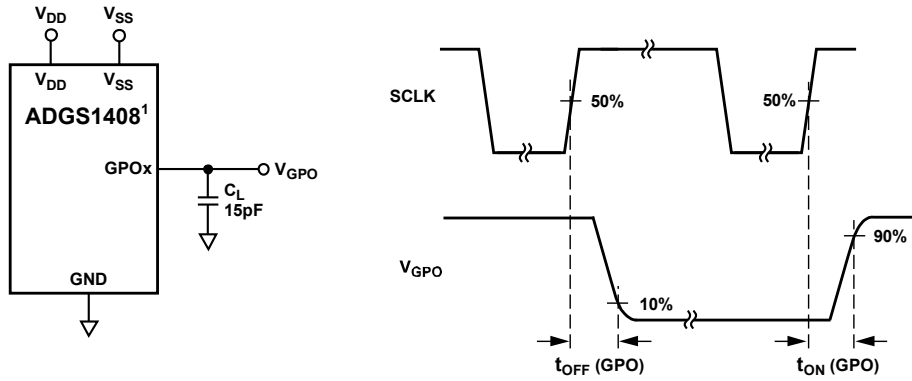 VDD
VSS
VDD
VSS
ADGS1408¹
GPOx
VGPO
CL
15pF
GND
SCLK
50%
50%
VGPO
10%
90%
tOFF (GPO)
tON (GPO)